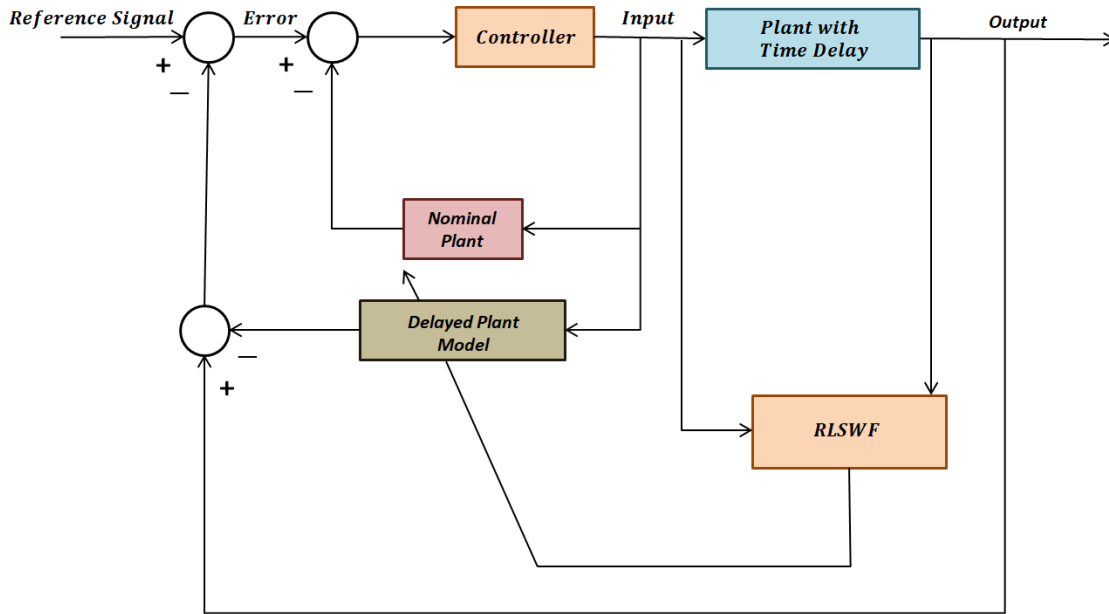 Reference Signal
Error
Input
Output
Controller
Plant with
Time Delay
+
−
+
−
Nominal
Plant
Delayed Plant
Model
−
+
RLSWF